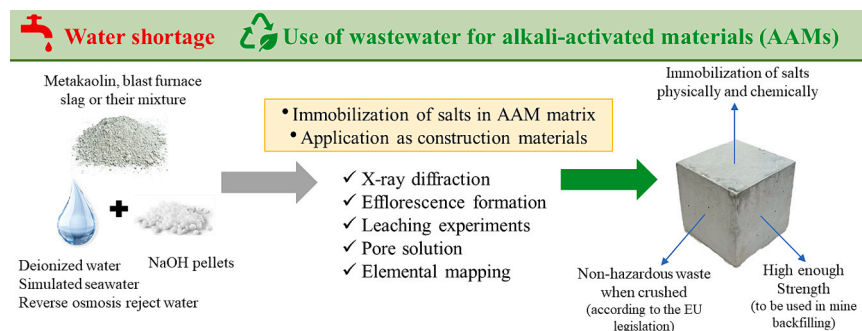 Water shortage
Use of wastewater for alkali-activated materials (AAMs)
Metakaolin, blast furnace
slag or their mixture
Deionized water
Simulated seawater
Reverse osmosis reject water
NaOH pellets
• Immobilization of salts in AAM matrix
• Application as construction materials
✓ X-ray diffraction
✓ Efflorescence formation
✓ Leaching experiments
✓ Pore solution
✓ Elemental mapping
Immobilization of salts
physically and chemically
Non-hazardous waste
when crushed
(according to the EU
legislation)
High enough
Strength
(to be used in mine
backfilling)